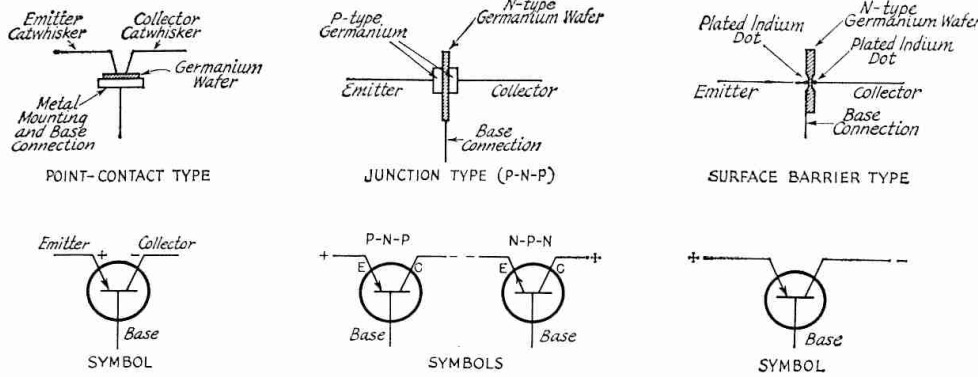 Emitter
Catwhisker
Collector
Catwhisker
Germanium
Wafer
Metal
Mounting
and Base
Connection
POINT-CONTACT TYPE
P-type
Germanium
N-type
Germanium Wafer
Emitter
Collector
Base
Connection
JUNCTION TYPE (P-N-P)
N-type
Germanium Wafer
Plated Indium
Dot
Plated Indium
Dot
Emitter
Collector
Base
Connection
SURFACE BARRIER TYPE
Emitter + - Collector
Base
SYMBOL
P-N-P
+ E C -
Base
N-P-N
- E C +
Base
SYMBOLS
+ -
Base
SYMBOL